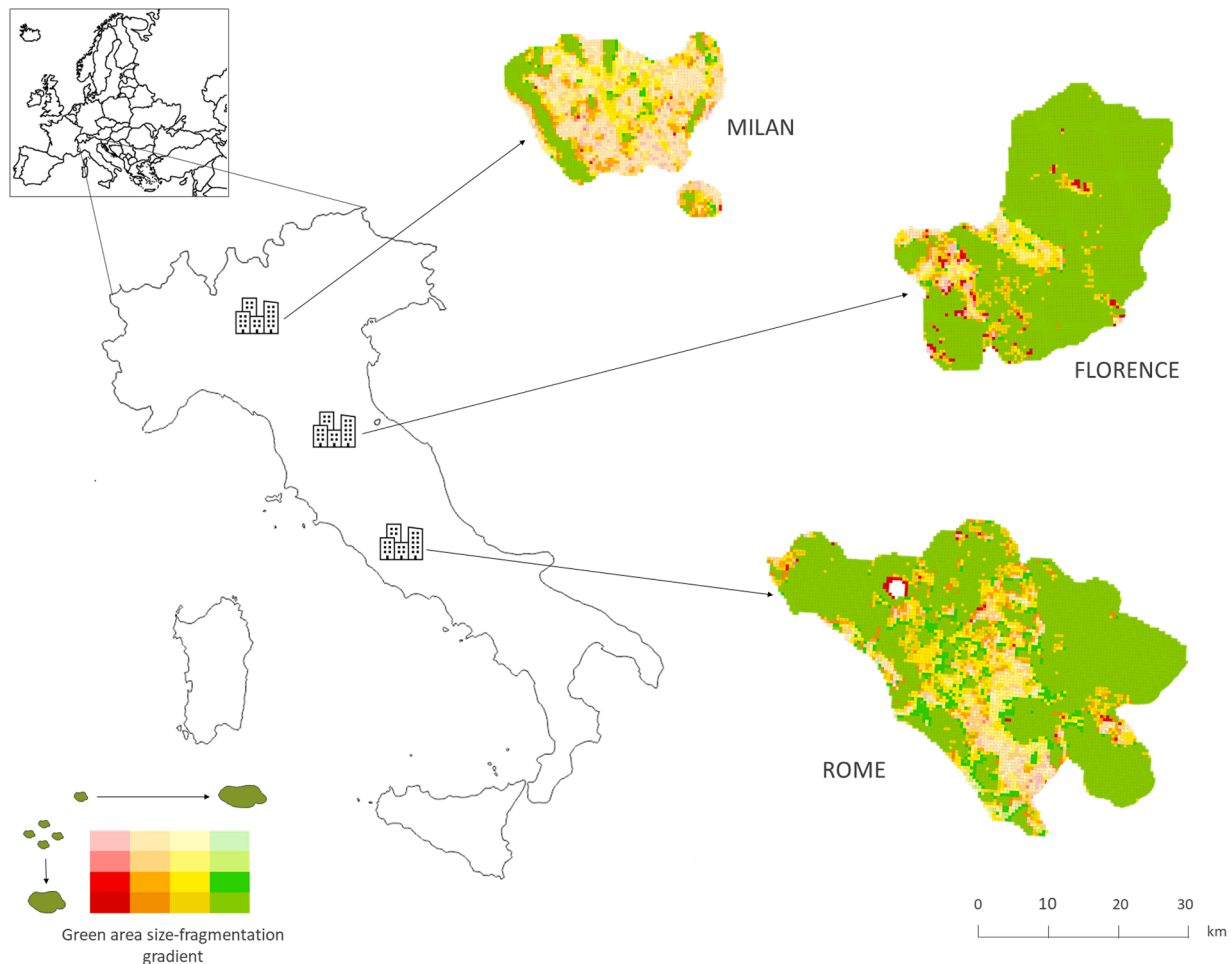 MILAN
FLORENCE
ROME
Green area size-fragmentation
gradient
0 10 20 30
km